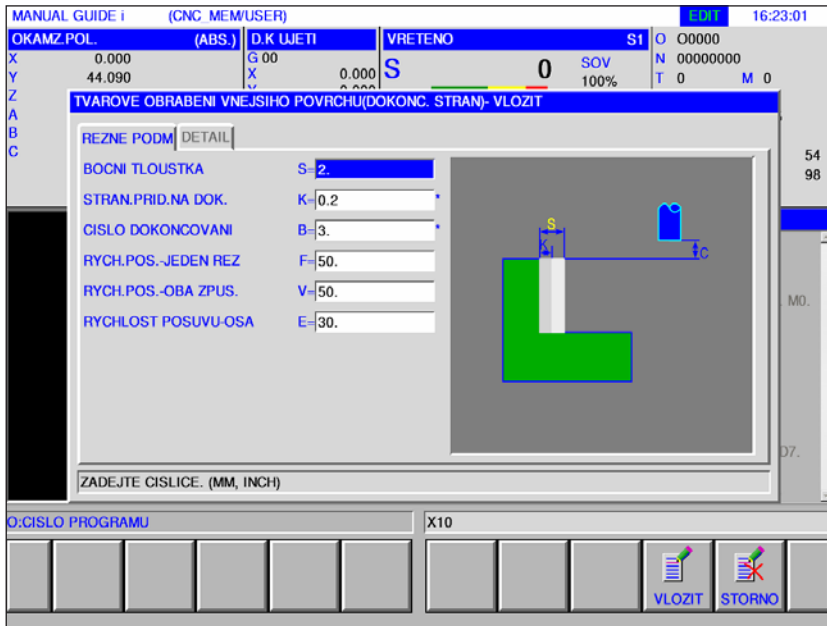 MANUAL GUIDE i (CNC_MEM/USER) EDIT 16:23:01
OKAMZ.POL. (ABS.) D.K UJETI VRETENO S1 O O0000
X 0.000 G 00 N 00000000
Y 44.090 X 0.000 S 0 SOV 100% T 0 M 0
Z
A
B
C
54
98
TVAROVE OBRABENI VNEJSIHO POVRCHU(DOKONC. STRAN)- VLOZIT
REZNE PODM DETAIL
BOCNI TLOUSTKA S=2.
STRAN.PRID.NA DOK. K=0.2 *
CISLO DOKONCOVANI B=3. *
RYCH.POS.-JEDEN REZ F=50.
RYCH.POS.-OBA ZPUS. V=50.
RYCHLOST POSUVU-OSA E=30.
S
K
C
M0.
D7.
ZADEJTE CISLICE. (MM, INCH)
O:CISLO PROGRAMU X10
VLOZIT STORNO